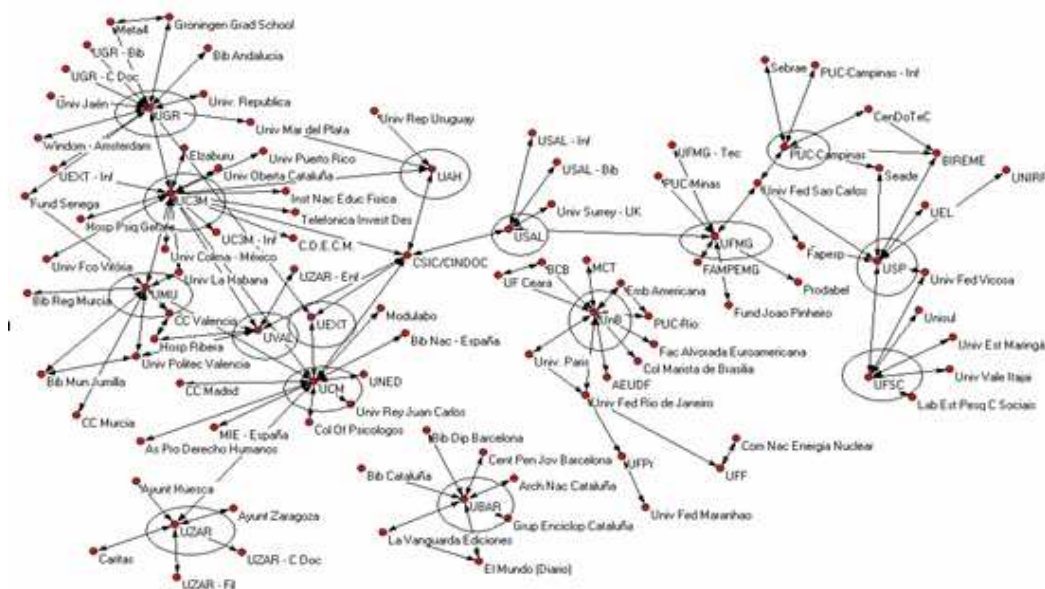 Meta4
Groningen Grad School
UGR - Bib
Bib Andalucia
UGR - C Doc
Univ Jaén
Univ. Republica
UGR
Univ Mar del Plata
Univ Rep Uruguay
Windom - Amsterdam
Elzaburu
Univ Puerto Rico
UEXT - Inf
Univ Oberta Cataluña
UAH
Fund Senega
UC3M
Inst Nac Educ Fisica
Telefonica Invest Des
Hosp Psiq Getafe
UC3M - Inf
C.D.E.C.M.
Univ Colima - México
CSIC/CINDOC
Univ Fco Vitoria
Univ La Habana
UZAR - Enf
Bib Reg Murcia
UMU
CC Valencia
UVAL
UEXT
Modulabo
Hosp Ribera
Bib Nac - España
Univ Politec Valencia
Bib Mun Jumilla
CC Madrid
UCM
UNED
Univ Rey Juan Carlos
CC Murcia
MIE - España
Col Of Psicologos
As Pro Derecho Humanos
Ayunt Huesca
Ayunt Zaragoza
UZAR
Caritas
UZAR - C Doc
UZAR - Fil
USAL - Inf
USAL - Bib
Univ Surrey - UK
USAL
UFMG - Tec
PUC-Minas
UFMG
FAMPEMG
Prodabel
Fund Joao Pinheiro
Sebrae
PUC-Campinas - Inf
CenDoTeC
PUC-Campinas
BIREME
Univ Fed Sao Carlos
Seade
UNIRP
UEL
Fapesp
USP
Univ Fed Vicosa
Unisul
Univ Est Maringá
UFSC
Univ Vale Itajai
Lab Est Pesq C Sociais
BCB
MCT
UF Ceara
Emb Americana
UnB
PUC-Rio
Univ. Paris
Fac Alvorada Euroamericana
Col Marista de Brasilia
AEUDF
Univ Fed Rio de Janeiro
Com Nac Energia Nuclear
UFPr
UFF
Univ Fed Maranhao
Bib Dip Barcelona
Cent Pen Jov Barcelona
Bib Cataluña
Arch Nac Cataluña
UBAR
Grup Enciclop Cataluña
La Vanguarda Ediciones
El Mundo (Diario)